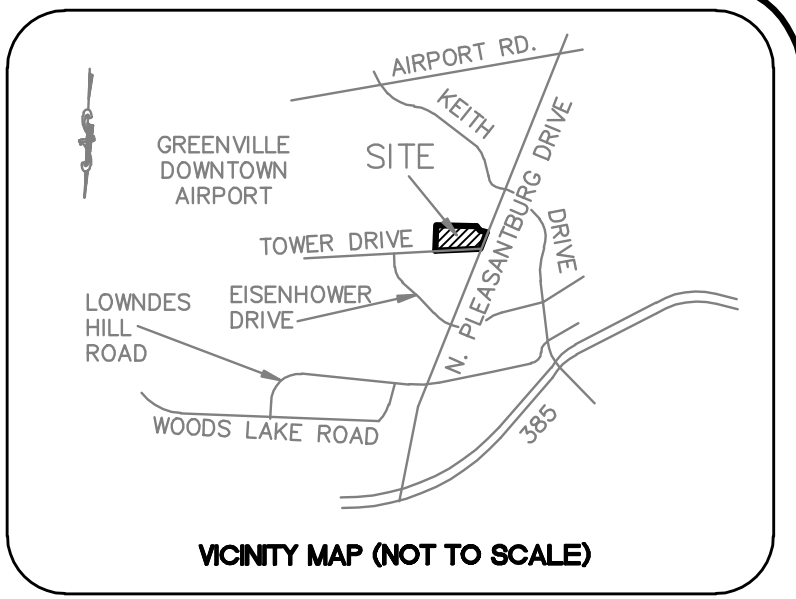 AIRPORT RD.
KEITH
GREENVILLE
DOWNTOWN
AIRPORT
SITE
N. PLEASANTBURG DRIVE
DRIVE
TOWER DRIVE
LOWNDES
HILL
ROAD
EISENHOWER
DRIVE
WOODS LAKE ROAD
385
VICINITY MAP (NOT TO SCALE)